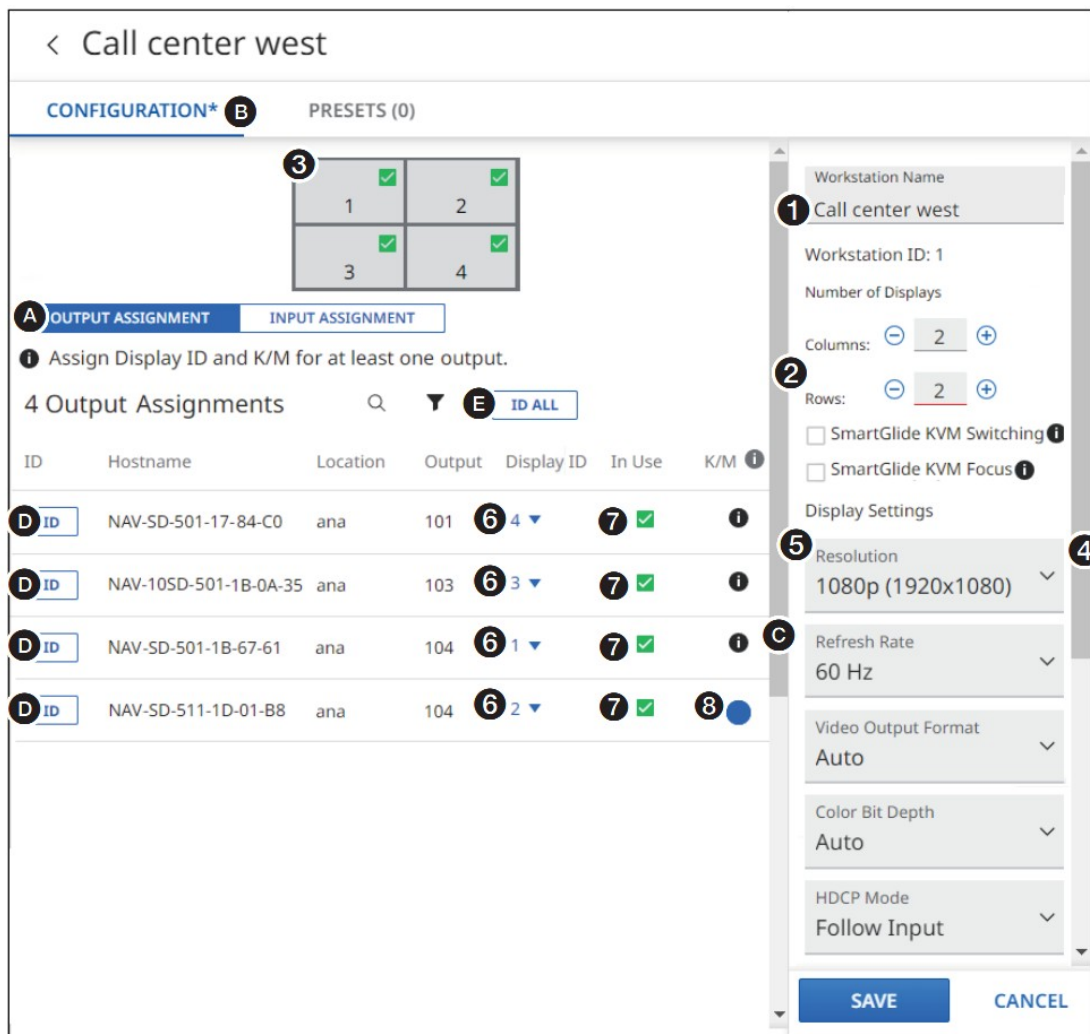 < Call center west
CONFIGURATION* B PRESETS (0)
3
1 2
3 4
A OUTPUT ASSIGNMENT INPUT ASSIGNMENT
i Assign Display ID and K/M for at least one output.
4 Output Assignments E ID ALL
ID Hostname Location Output Display ID In Use K/M i
D ID NAV-SD-501-17-84-C0 ana 101 6 4 ▼ 7 i
D ID NAV-10SD-501-1B-0A-35 ana 103 6 3 ▼ 7 i
D ID NAV-SD-501-1B-67-61 ana 104 6 1 ▼ 7 i
D ID NAV-SD-511-1D-01-B8 ana 104 6 2 ▼ 7 8
Workstation Name
1 Call center west
Workstation ID: 1
Number of Displays
Columns: 2
2
Rows: 2
SmartGlide KVM Switching i
SmartGlide KVM Focus i
Display Settings
5 4
Resolution
1080p (1920x1080)
C
Refresh Rate
60 Hz
Video Output Format
Auto
Color Bit Depth
Auto
HDCP Mode
Follow Input
SAVE CANCEL